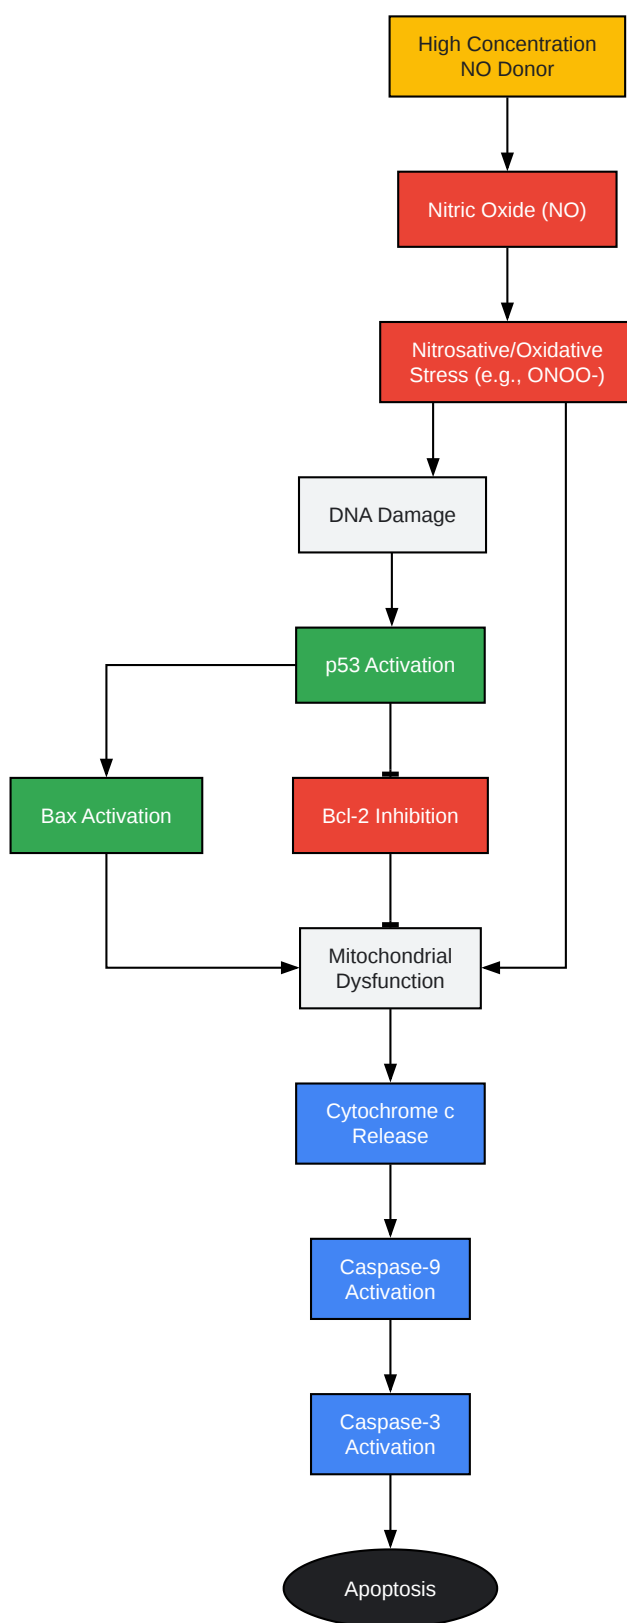 High Concentration
NO Donor
Nitric Oxide (NO)
Nitrosative/Oxidative
Stress (e.g., ONOO-)
DNA Damage
p53 Activation
Bax Activation
Bcl-2 Inhibition
Mitochondrial
Dysfunction
Cytochrome c
Release
Caspase-9
Activation
Caspase-3
Activation
Apoptosis